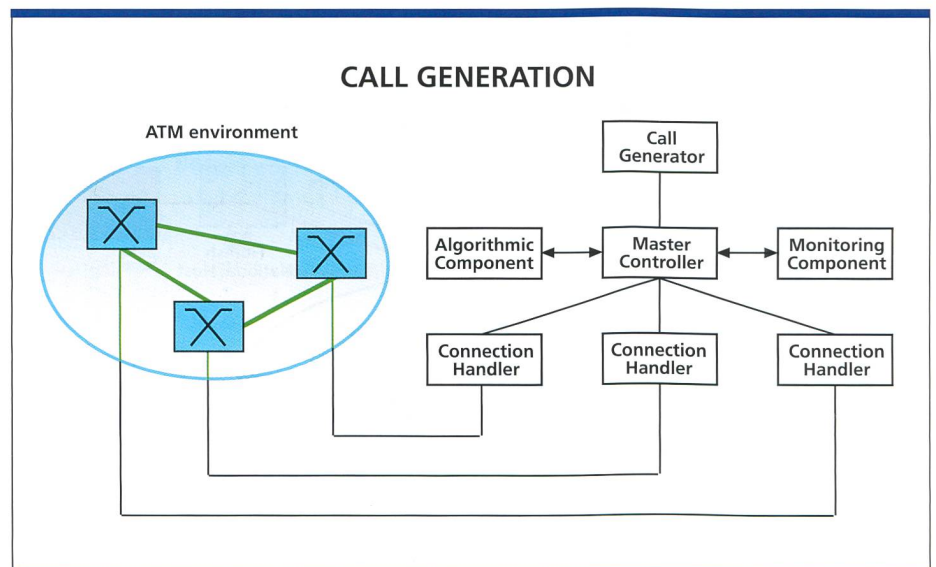 CALL GENERATION
ATM environment
Call
Generator
Algorithmic
Component
Master
Controller
Monitoring
Component
Connection
Handler
Connection
Handler
Connection
Handler